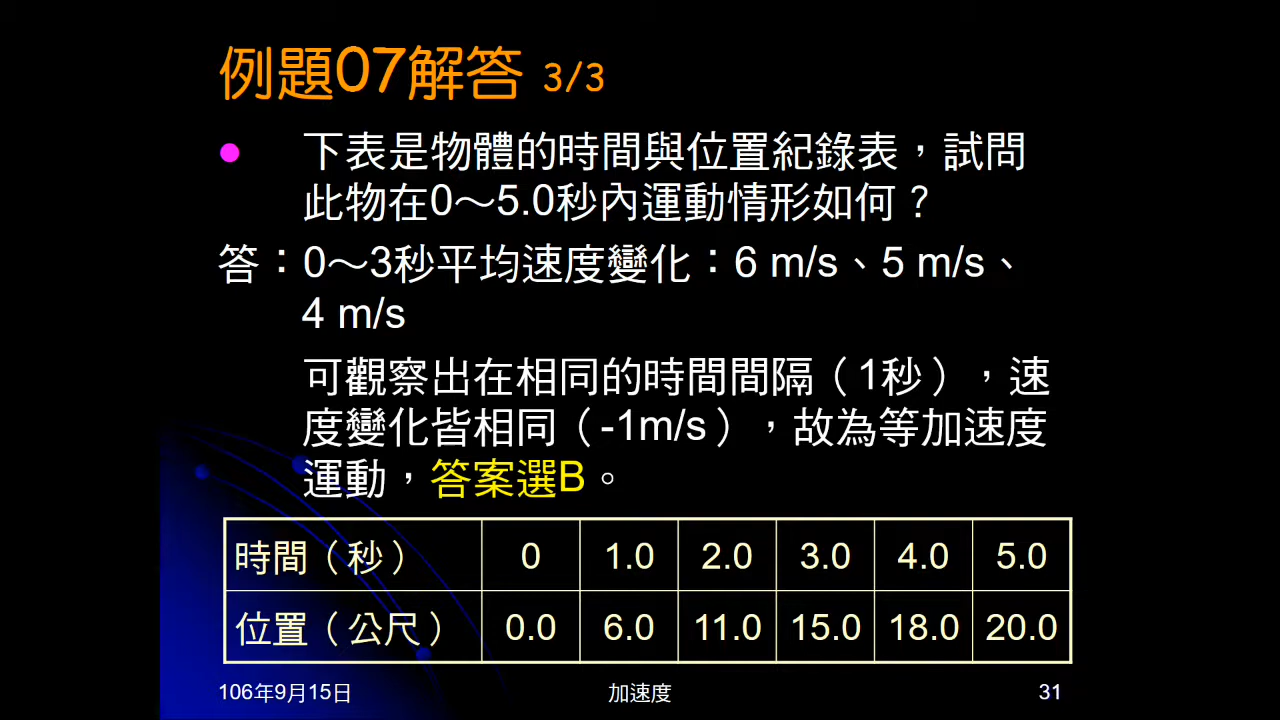 例題07解答 3/3
下表是物體的時間與位置紀錄表，試問
此物在0～5.0秒內運動情形如何？
答：0～3秒平均速度變化：6 m/s、5 m/s、
4 m/s
可觀察出在相同的時間間隔（1秒），速
度變化皆相同（-1m/s），故為等加速度
運動，答案選B。
時間（秒） 0 1.0 2.0 3.0 4.0 5.0
位置（公尺） 0.0 6.0 11.0 15.0 18.0 20.0
106年9月15日 加速度 31